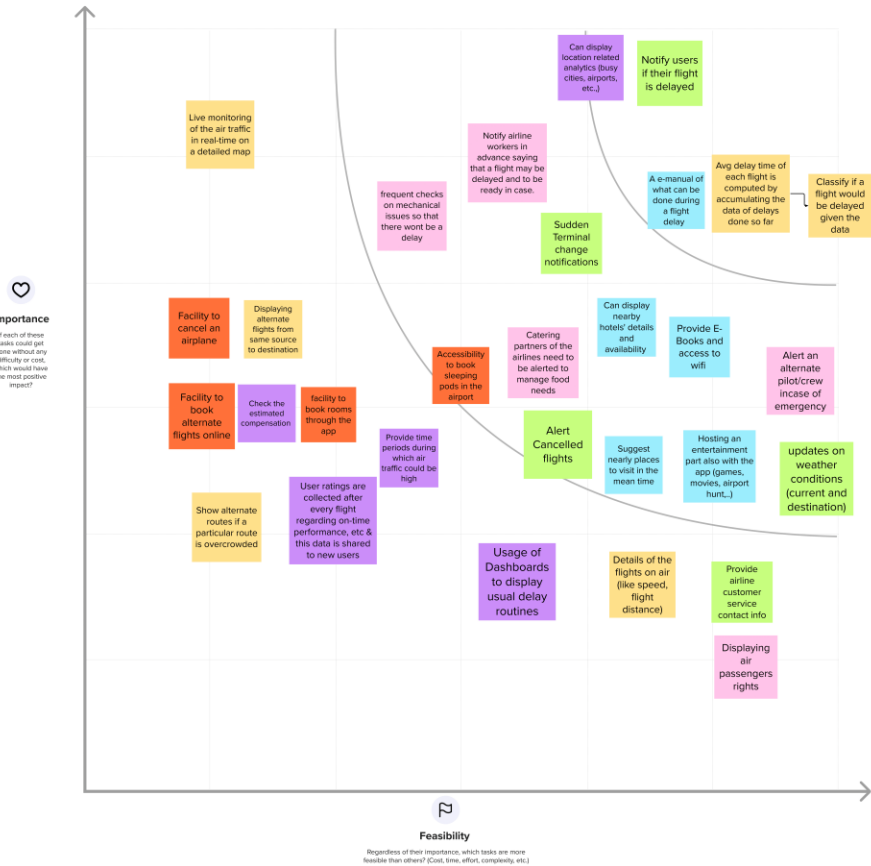 Can display
location related
analytics (busy
cities, airports,
etc.,)
Notify users
if their flight
is delayed
Live monitoring
of the air traffic
in real-time on
a detailed map
Notify airline
workers in
advance saying
that a flight may be
delayed and to be
ready in case.
frequent checks
on mechanical
issues so that
there wont be a
delay
A e-manual of
what can be
done during
a flight
delay
Avg delay time of
each flight is
computed by
accumulating the
data of delays
done so far
Classify if a
flight would
be delayed
given the
data
Sudden
Terminal
change
notifications
mportance
f each of these
asks could get
one without any
ifficulty or cost,
hich would have
he most positive
impact?
Facility to
cancel an
airplane
Displaying
alternate
flights from
same source
to destination
Can display
nearby
hotels' details
and
availability
Provide E-
Books and
access to
wifi
Accessibility
to book
sleeping
pods in the
airport
Catering
partners of the
airlines need to
be alerted to
manage food
needs
Alert an
alternate
pilot/crew
incase of
emergency
Facility to
book
alternate
flights online
Check the
estimated
compensation
facility to
book rooms
through the
app
Provide time
periods during
which air
traffic could be
high
Alert
Cancelled
flights
Suggest
nearly places
to visit in the
mean time
Hosting an
entertainment
part also with the
app (games,
movies, airport
hunt,..)
updates on
weather
conditions
(current and
destination)
Show alternate
routes if a
particular route
is overcrowded
User ratings are
collected after
every flight
regarding on-time
performance, etc &
this data is shared
to new users
Usage of
Dashboards
to display
usual delay
routines
Details of the
flights on air
(like speed,
flight
distance)
Provide
airline
customer
service
contact info
Displaying
air
passengers
rights
Feasibility
Regardless of their importance, which tasks are more
feasible than others? (Cost, time, effort, complexity, etc.)